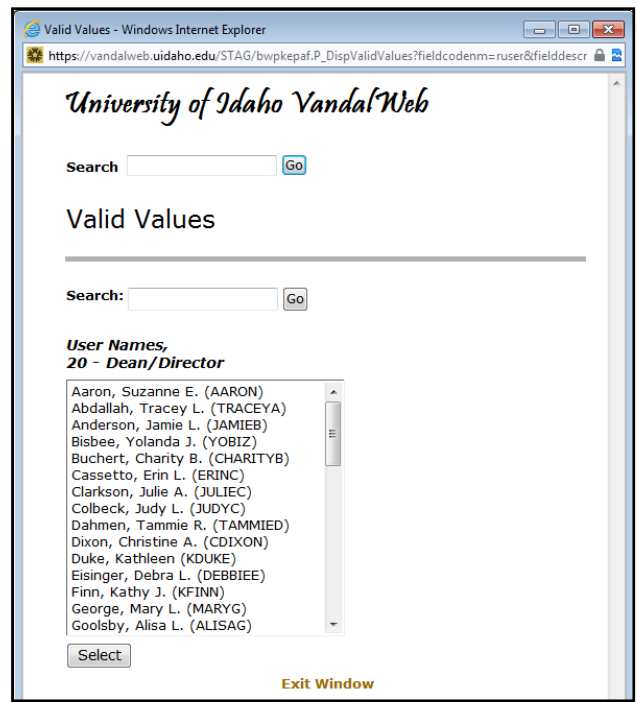 Valid Values - Windows Internet Explorer
https://vandalweb.uidaho.edu/STAG/bwpkepaf.P_DispValidValues?fieldcodenm=ruser&fielddescr
University of Idaho VandalWeb
Search Go
Valid Values
Search: Go
User Names,
20 - Dean/Director
Aaron, Suzanne E. (AARON)
Abdallah, Tracey L. (TRACEYA)
Anderson, Jamie L. (JAMIEB)
Bisbee, Yolanda J. (YOBIZ)
Buchert, Charity B. (CHARITYB)
Cassetto, Erin L. (ERINC)
Clarkson, Julie A. (JULIEC)
Colbeck, Judy L. (JUDYC)
Dahmen, Tammie R. (TAMMIED)
Dixon, Christine A. (CDIXON)
Duke, Kathleen (KDUKE)
Eisinger, Debra L. (DEBBIEE)
Finn, Kathy J. (KFINN)
George, Mary L. (MARYG)
Goolsby, Alisa L. (ALISAG)
Select
Exit Window